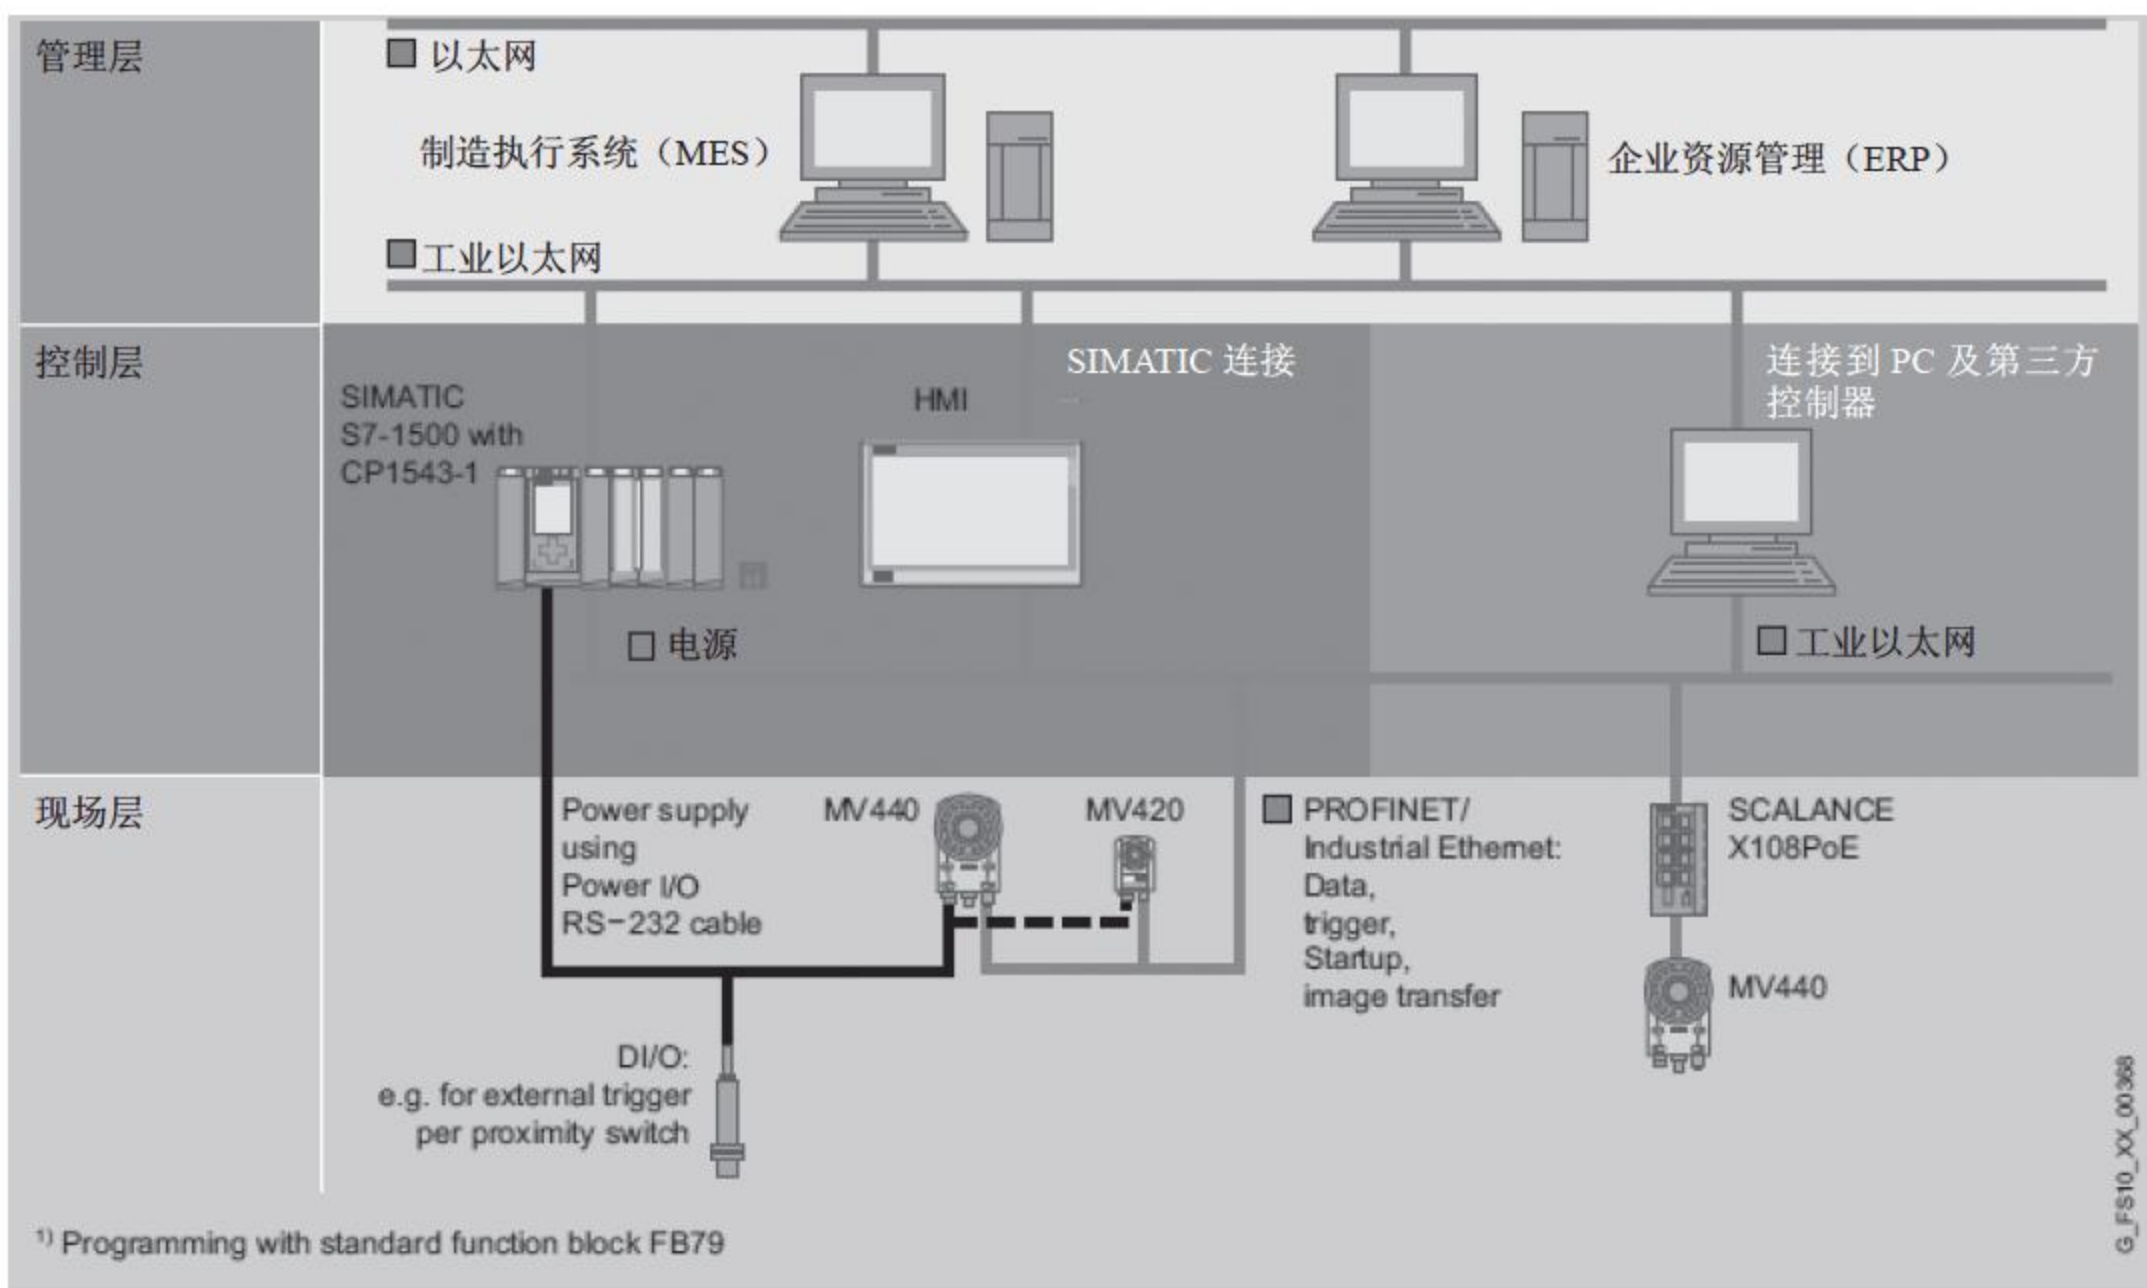 管理层
以太网
制造执行系统（MES）
企业资源管理（ERP）
工业以太网
控制层
SIMATIC 连接
连接到 PC 及第三方
控制器
SIMATIC
S7-1500 with
CP1543-1
HMI
电源
工业以太网
现场层
Power supply
using
Power I/O
RS-232 cable
MV440
MV420
PROFINET/
Industrial Ethernet:
Data,
trigger,
Startup,
image transfer
SCALANCE
X108PoE
MV440
DI/O:
e.g. for external trigger
per proximity switch
1) Programming with standard function block FB79
G_FS10_XX_00368